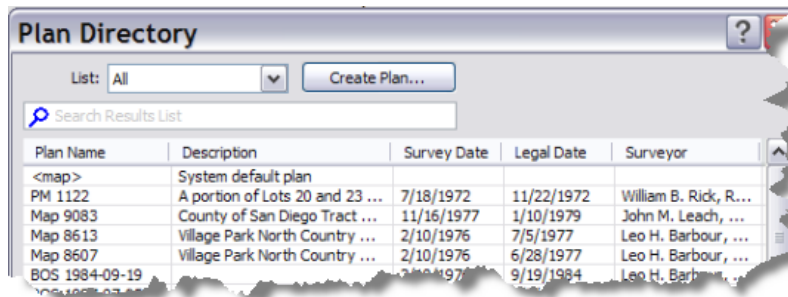 Plan Directory ?
List: All Create Plan...
Search Results List
Plan Name Description Survey Date Legal Date Surveyor
<map> System default plan
PM 1122 A portion of Lots 20 and 23 ... 7/18/1972 11/22/1972 William B. Rick, R...
Map 9083 County of San Diego Tract ... 11/16/1977 1/10/1979 John M. Leach, ...
Map 8613 Village Park North Country ... 2/10/1976 7/5/1977 Leo H. Barbour, ...
Map 8607 Village Park North Country ... 2/10/1976 6/28/1977 Leo H. Barbour, ...
BOS 1984-09-19 9/19/1984 Leo H. Barbour, ...